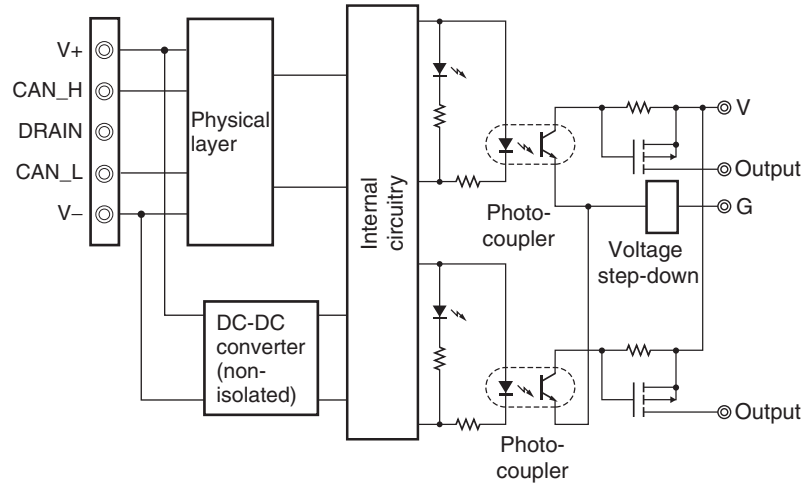 V+
CAN_H
DRAIN
CAN_L
V–
Physical
layer
DC-DC
converter
(non-
isolated)
Internal
circuitry
Photo-
coupler
V
Output
G
Voltage
step-down
Photo-
coupler
Output